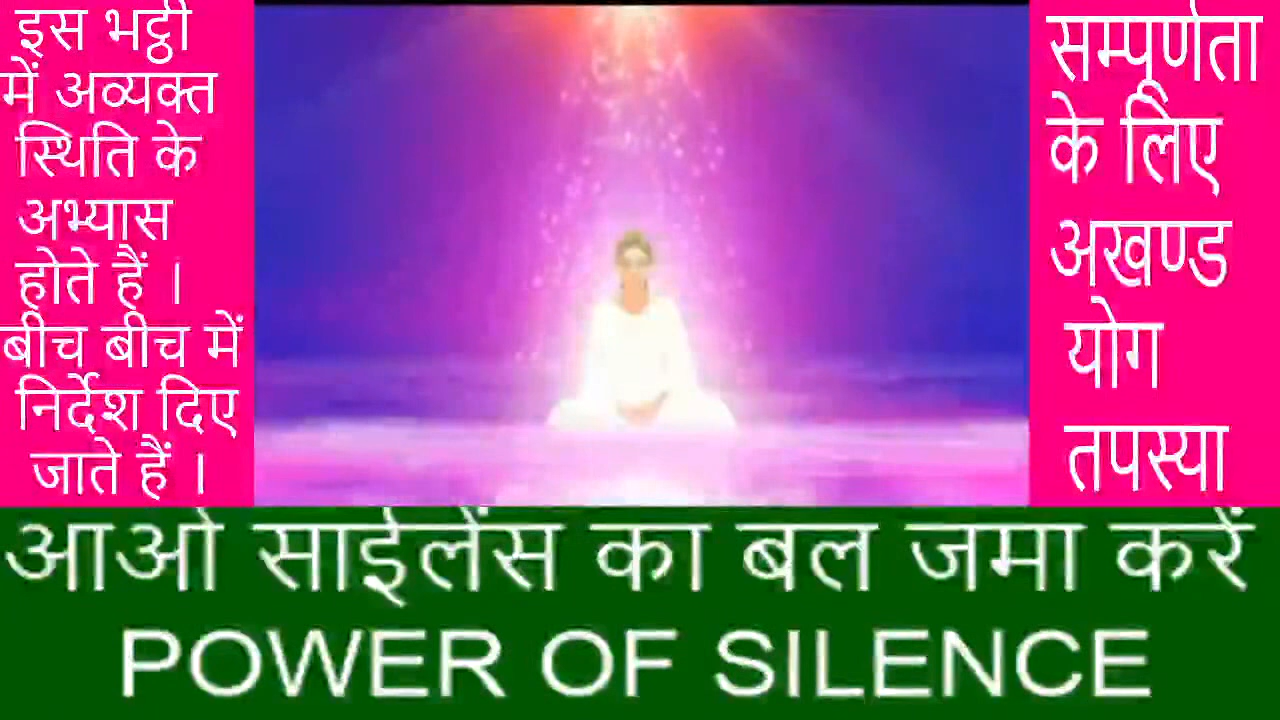 इस भट्ठी
में अव्यक्त
स्थिति के
अभ्यास
होते हैं ।
बीच बीच में
निर्देश दिए
जाते हैं ।
सम्पूर्णता
के लिए
अखण्ड
योग
तपस्या
आओ साईलेंस का बल जमा करें
POWER OF SILENCE